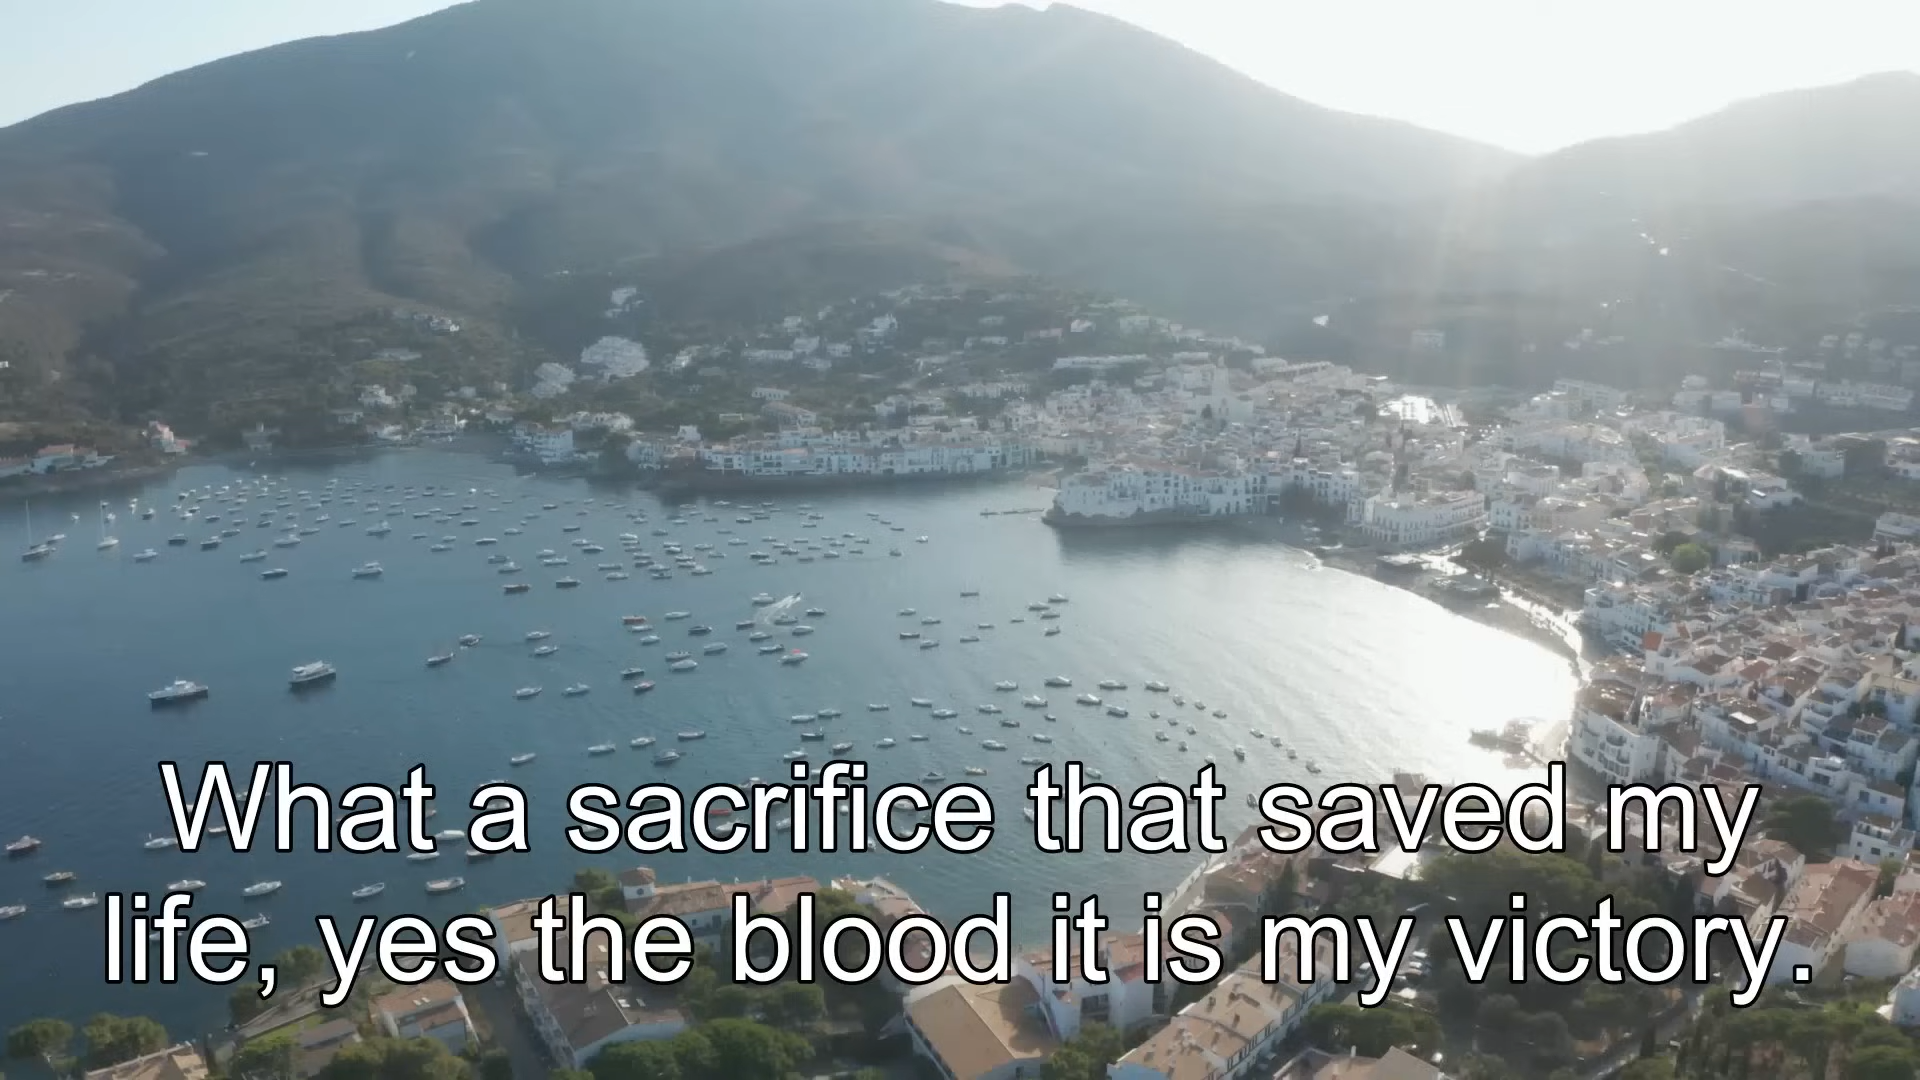 What a sacrifice that saved my
life, yes the blood it is my victory.